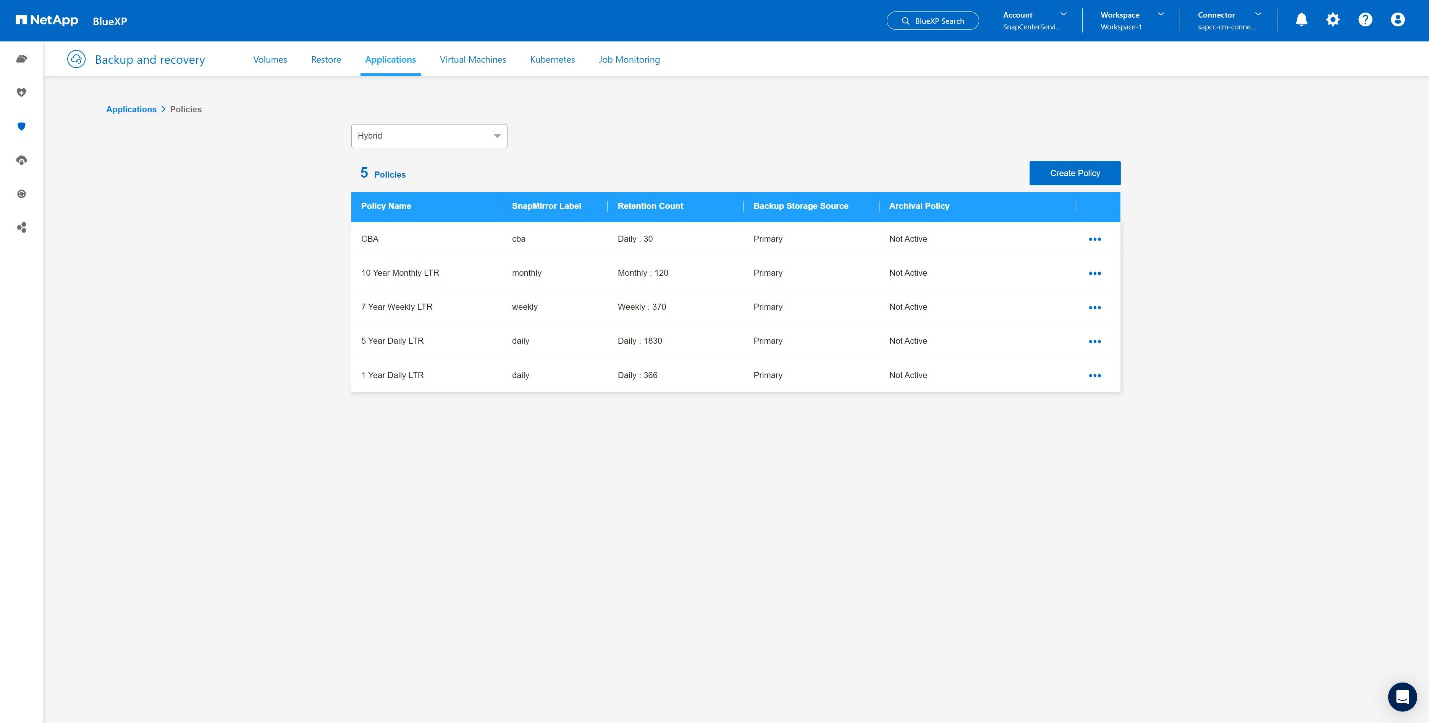 NetApp BlueXP
BlueXP Search
Account
SnapCenterServi...
Workspace
Workspace-1
Connector
sapcc-cm-conne...
Backup and recovery
Volumes
Restore
Applications
Virtual Machines
Kubernetes
Job Monitoring
Applications > Policies
Hybrid
5 Policies
Create Policy
Policy Name SnapMirror Label Retention Count Backup Storage Source Archival Policy
CBA cba Daily : 30 Primary Not Active
10 Year Monthly LTR monthly Monthly : 120 Primary Not Active
7 Year Weekly LTR weekly Weekly : 370 Primary Not Active
5 Year Daily LTR daily Daily : 1830 Primary Not Active
1 Year Daily LTR daily Daily : 366 Primary Not Active